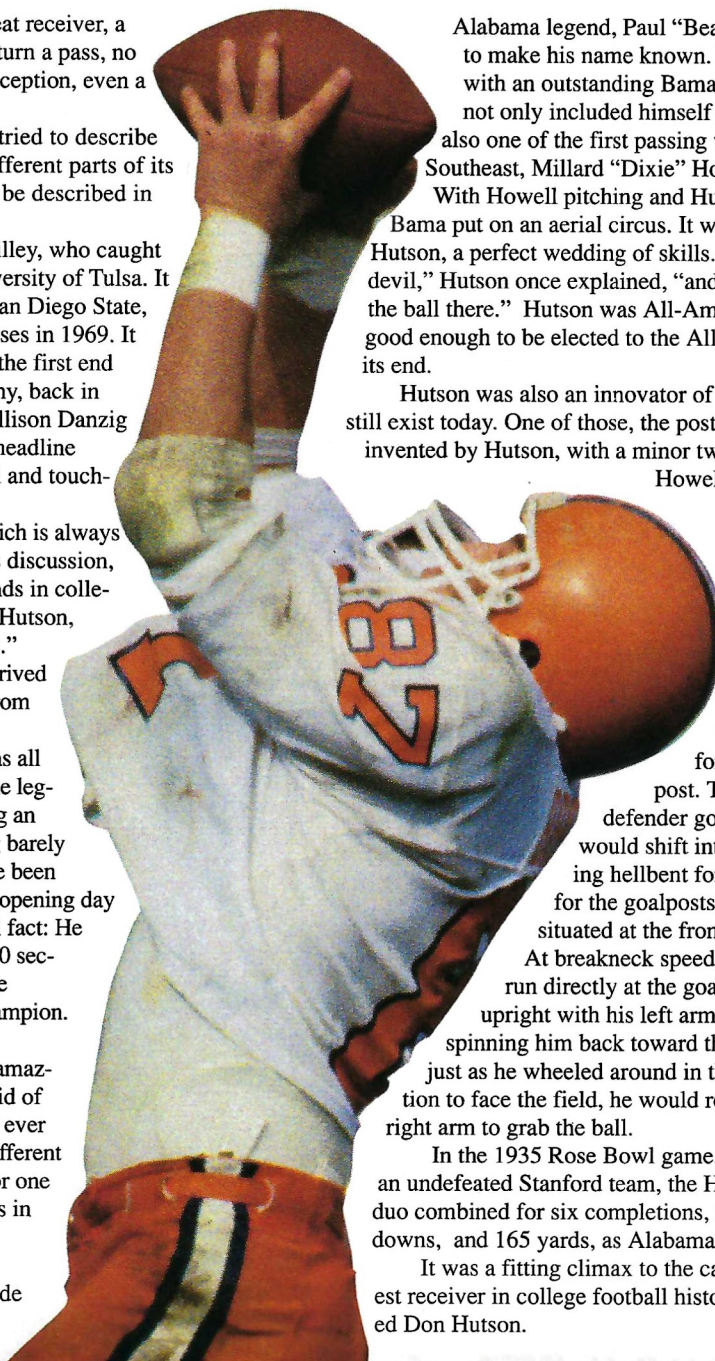 eat receiver, a
turn a pass, no
ception, even a
tried to describe
fferent parts of its
be described in
illey, who caught
versity of Tulsa. It
an Diego State,
ses in 1969. It
the first end
ny, back in
llison Danzig
headline
l and touch-
ich is always
s discussion,
nds in colle-
Hutson,
."
rived
om
as all
e leg-
g an
g barely
e been
opening day
l fact: He
0 sec-
e
ampion.
amaz-
id of
ever
fferent
or one
s in
de
87
Alabama legend, Paul “Bea
to make his name known.
with an outstanding Bama
not only included himself
also one of the first passing
Southeast, Millard “Dixie” Ho
With Howell pitching and Hu
Bama put on an aerial circus. It w
Hutson, a perfect wedding of skills.
devil,” Hutson once explained, “and
the ball there.” Hutson was All-Am
good enough to be elected to the All
its end.
Hutson was also an innovator of
still exist today. One of those, the post
invented by Hutson, with a minor tw
Howel
fo
post. T
defender go
would shift int
ing hellbent fo
for the goalposts
situated at the fron
At breakneck speed
run directly at the goa
upright with his left arm
spinning him back toward th
just as he wheeled around in t
tion to face the field, he would r
right arm to grab the ball.
In the 1935 Rose Bowl game
an undefeated Stanford team, the H
duo combined for six completions,
downs, and 165 yards, as Alabama
It was a fitting climax to the ca
est receiver in college football histo
ed Don Hutson.